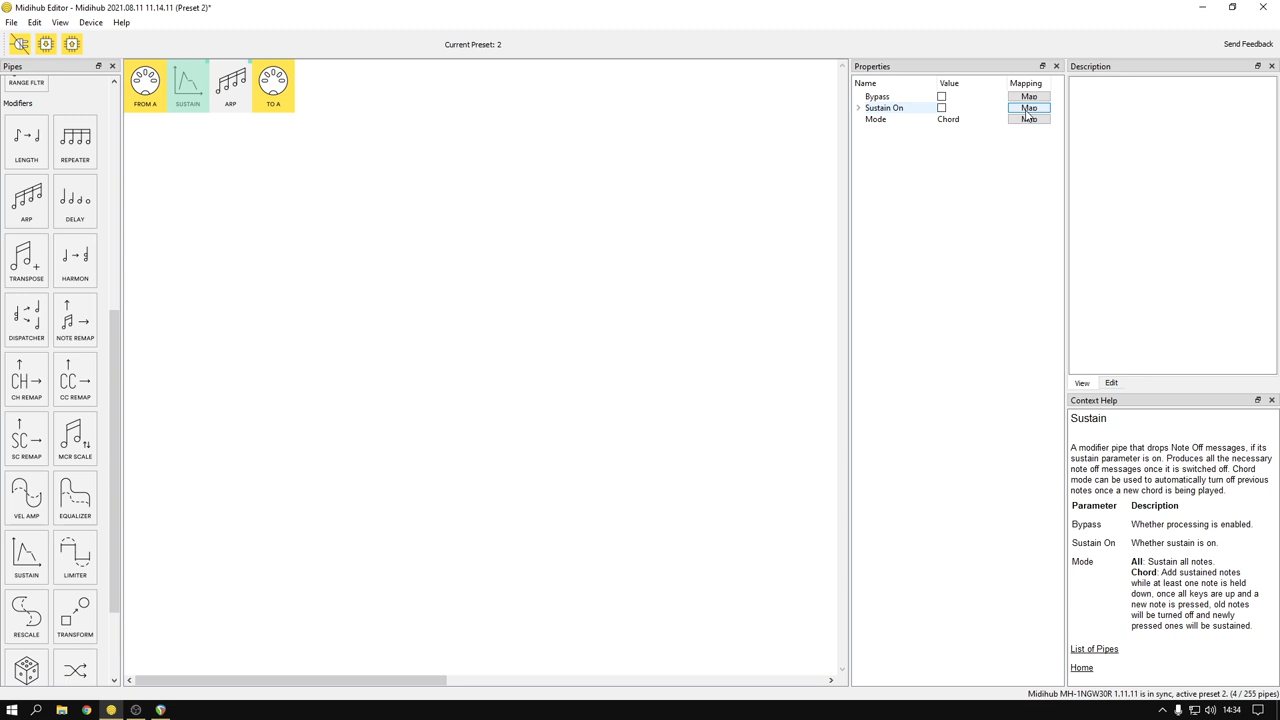 Midihub Editor - Midihub 2021.08.11 11.14.11 (Preset 2)*
File Edit View Device Help
Current Preset: 2
Send Feedback
Pipes
RANGE FLTR
Modifiers
LENGTH REPEATER
ARP DELAY
TRANSPOSE HARMON
DISPATCHER NOTE REMAP
CH REMAP CC REMAP
CH CC
SC REMAP MCR SCALE
SC
VEL AMP EQUALIZER
SUSTAIN LIMITER
RESCALE TRANSFORM
FROM A SUSTAIN ARP TO A
Properties
Name Value Mapping
Bypass Map
Sustain On Map
Mode Chord Map
Description
View Edit
Context Help
Sustain
A modifier pipe that drops Note Off messages, if its
sustain parameter is on. Produces all the necessary
note off messages once it is switched off. Chord
mode can be used to automatically turn off previous
notes once a new chord is being played.
Parameter Description
Bypass Whether processing is enabled.
Sustain On Whether sustain is on.
Mode All: Sustain all notes.
Chord: Add sustained notes
while at least one note is held
down, once all keys are up and a
new note is pressed, old notes
will be turned off and newly
pressed ones will be sustained.
List of Pipes
Home
Midihub MH-1NGW30R 1.11.11 is in sync, active preset 2. (4 / 255 pipes)
14:34